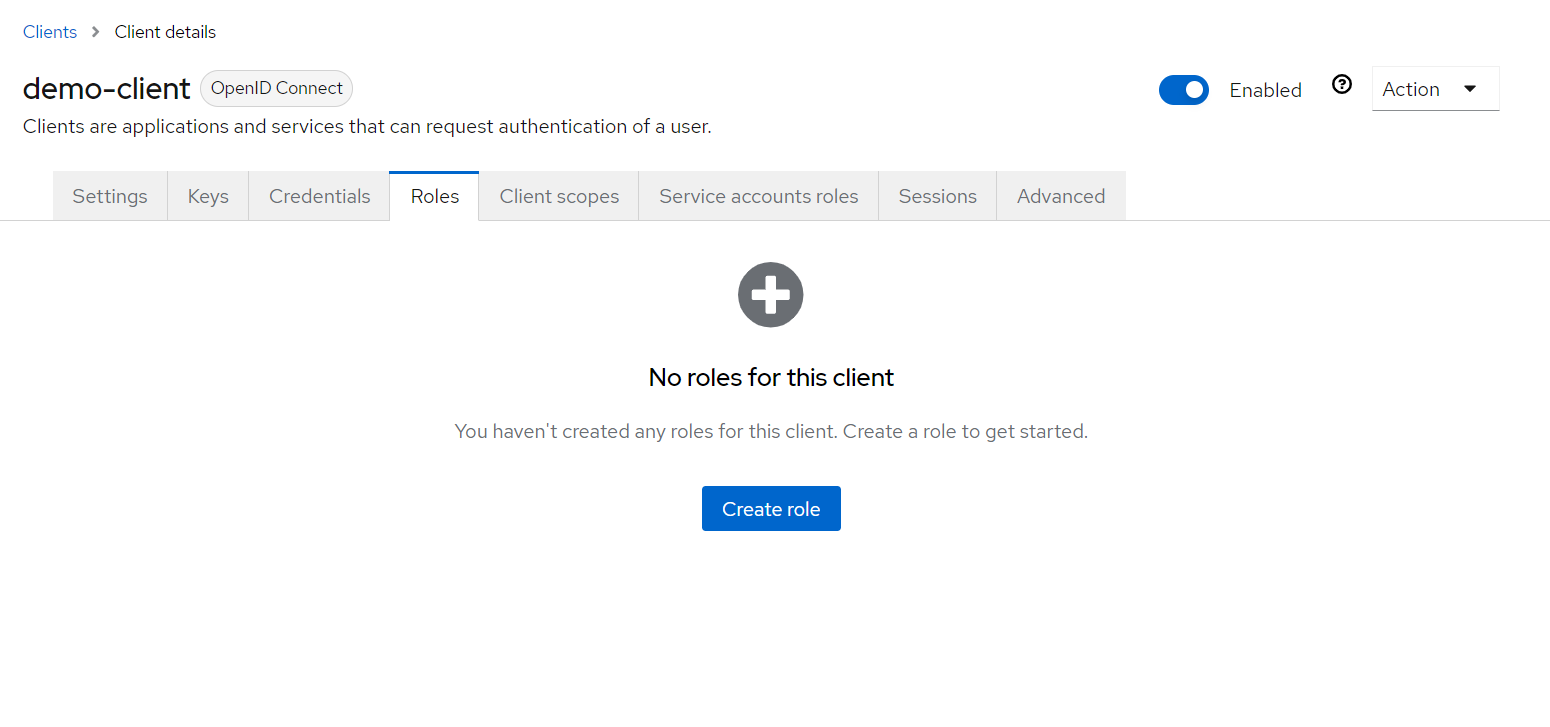 Clients > Client details
demo-client OpenID Connect
Enabled ? Action
Clients are applications and services that can request authentication of a user.
Settings Keys Credentials Roles Client scopes Service accounts roles Sessions Advanced
No roles for this client
You haven't created any roles for this client. Create a role to get started.
Create role